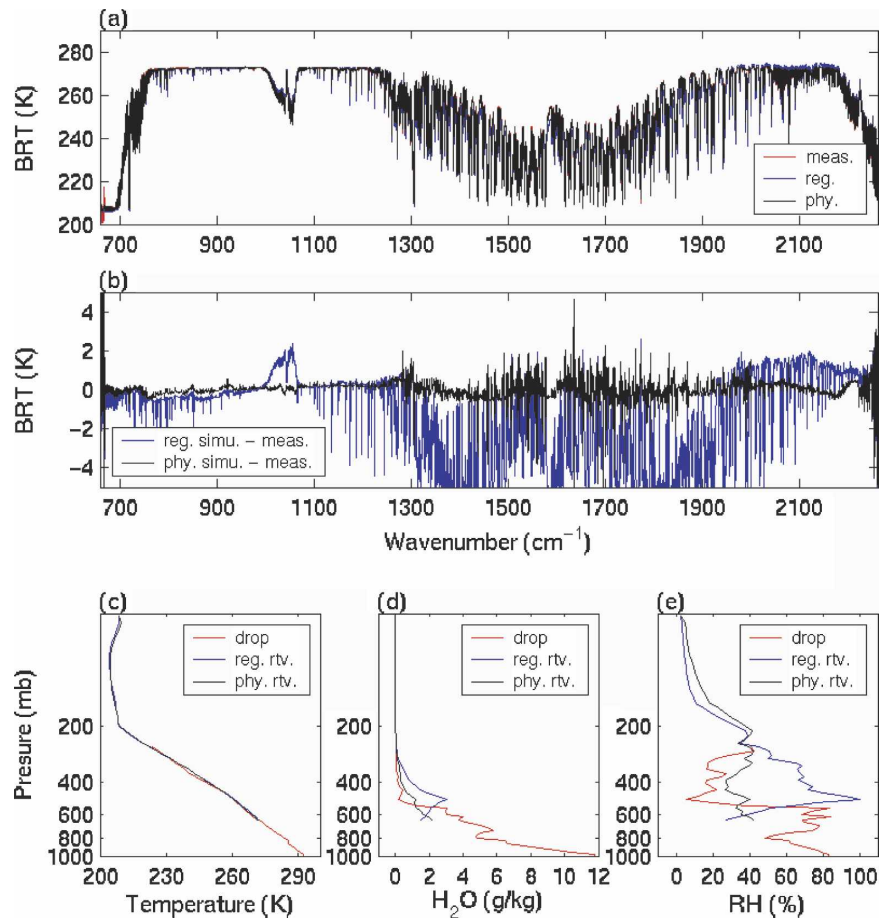 (a)
280
260
240
220
200
BRT (K)
meas.
reg.
phy.
700 900 1100 1300 1500 1700 1900 2100
(b)
4
2
0
-2
-4
BRT (K)
reg. simu. - meas.
phy. simu. - meas.
700 900 1100 1300 1500 1700 1900 2100
Wavenumber (cm⁻¹)
(c)
drop
reg. rtv.
phy. rtv.
Presure (mb)
200
400
600
800
1000
200 230 260 300
Temperature (K)
(d)
drop
reg. rtv.
phy. rtv.
200
400
600
800
1000
0 2 4 6 8 10 12
H₂O (g/kg)
(e)
drop
reg. rtv.
phy. rtv.
200
400
600
800
1000
0 20 40 60 80 100
RH (%)